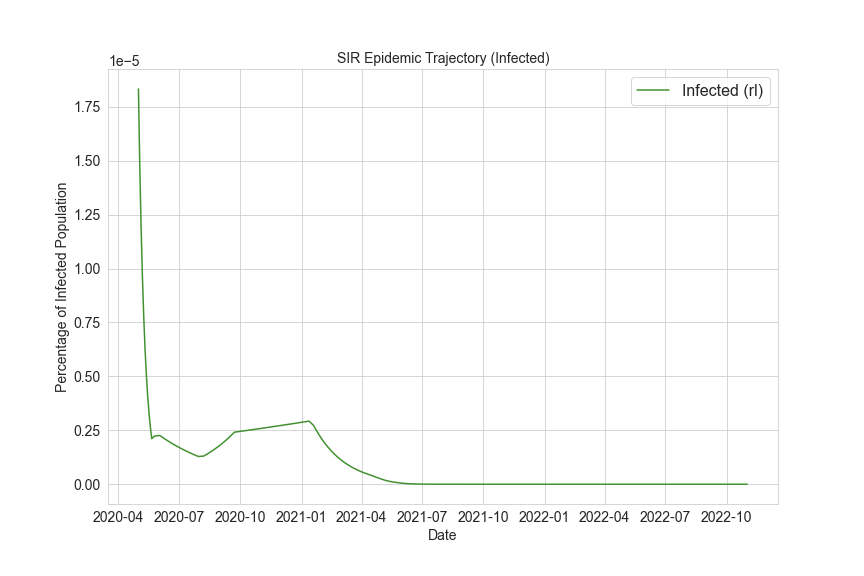 SIR Epidemic Trajectory (Infected)
1e−5
Infected (rI)
1.75
1.50
1.25
1.00
0.75
0.50
0.25
0.00
Percentage of Infected Population
2020-04 2020-07 2020-10 2021-01 2021-04 2021-07 2021-10 2022-01 2022-04 2022-07 2022-10
Date